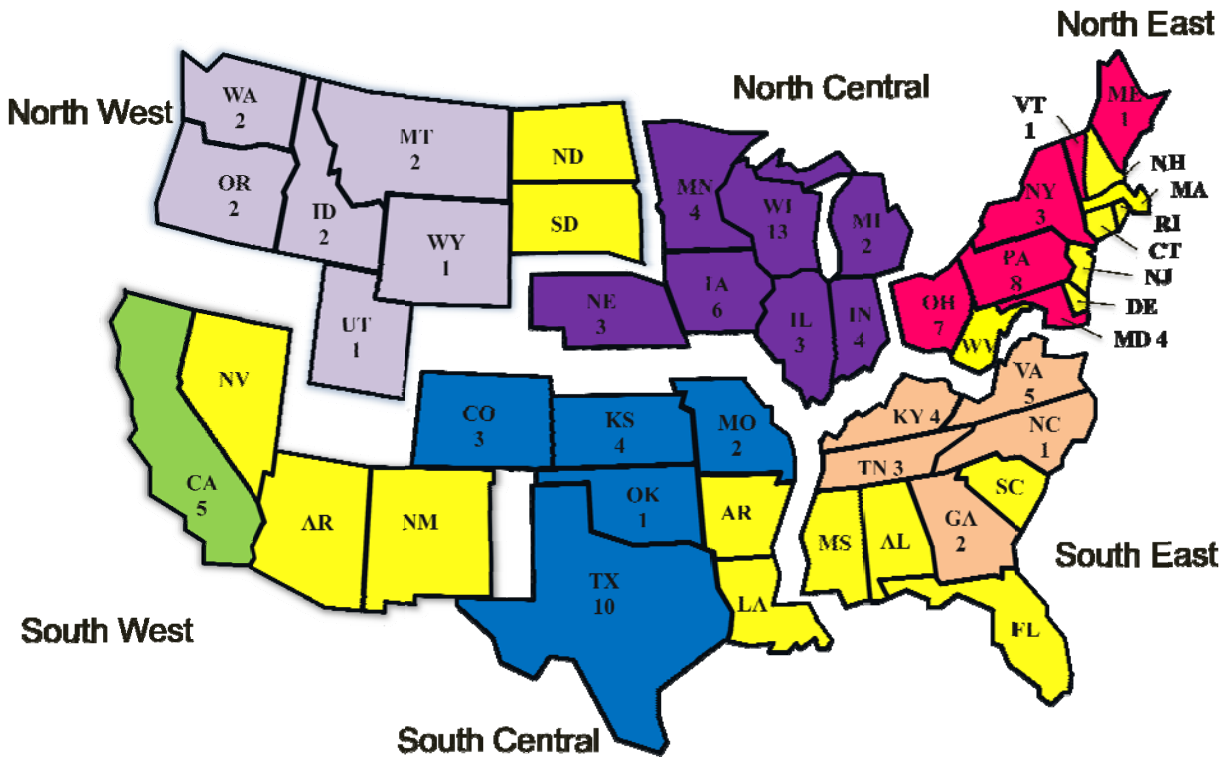 North East
North Central
North West
WA
2
OR
2
ID
2
MT
2
WY
1
UT
1
ND
SD
MN
4
WI
13
MI
2
NE
3
IA
6
IL
3
IN
4
VT
1
ME
1
NH
MA
RI
CT
NJ
DE
MD 4
NY
3
PA
8
OH
7
WV
CA
5
NV
AR
NM
CO
3
KS
4
MO
2
OK
1
TX
10
AR
LA
KY 4
VA
5
NC
1
TN 3
SC
GA
2
MS
AL
FL
South East
South West
South Central